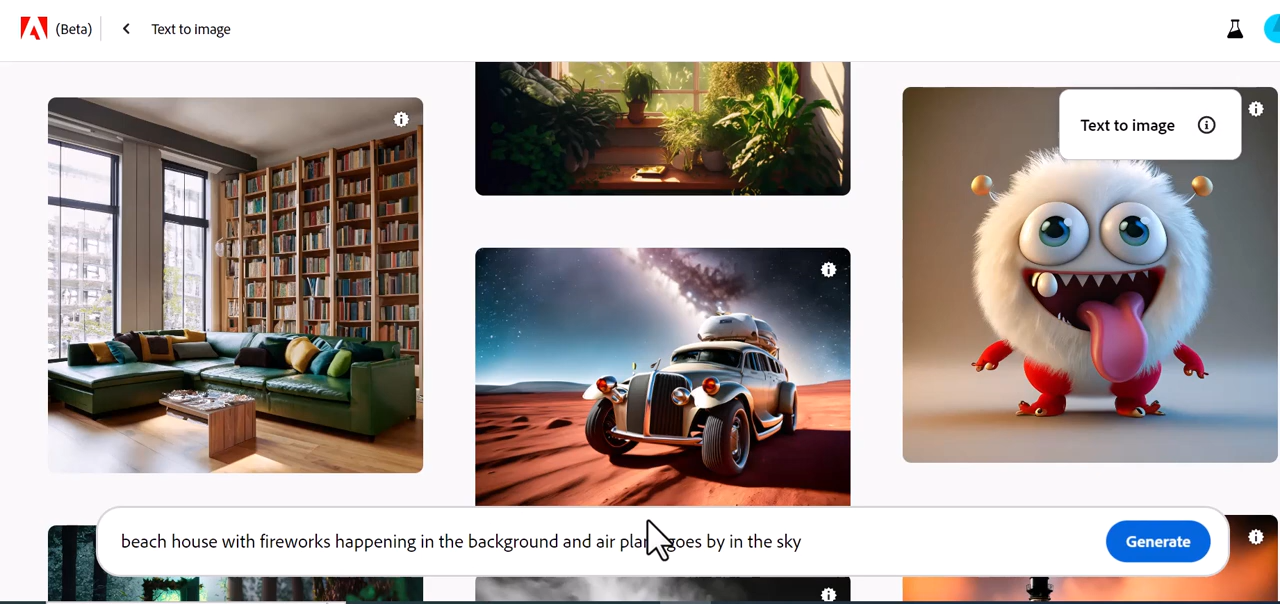 (Beta)
Text to image
Text to image
beach house with fireworks happening in the background and air plane goes by in the sky
Generate